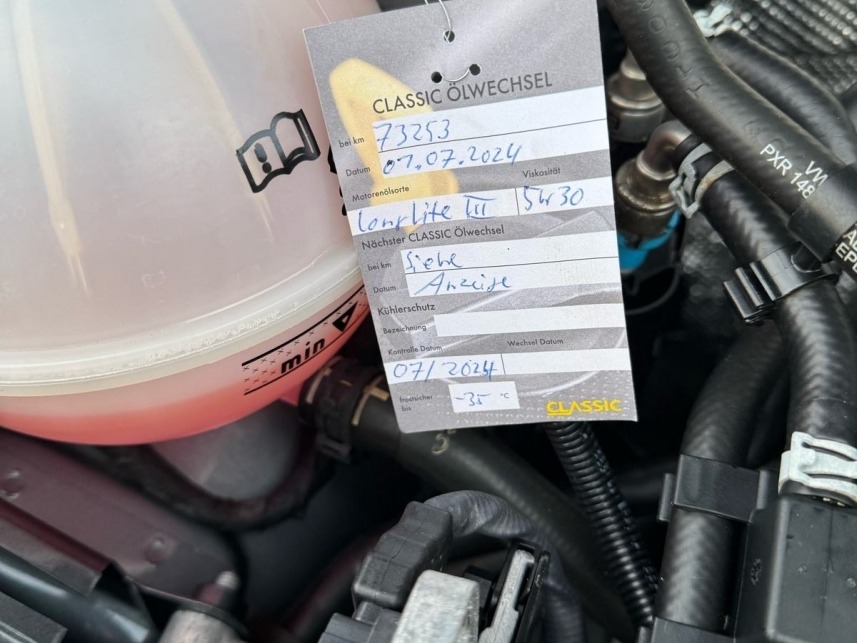 CLASSIC ÖLWECHSEL
bei km 73253
Datum 01.07.2024
Motorenölsorte Viskosität
Longlife III 5W30
Nächster CLASSIC Ölwechsel
bei km Siehe
Datum Anzeige
Kühlerschutz
Bezeichnung
Kontrolle Datum Wechsel Datum
07/2024
frostsicher bis -35 °C
CLASSIC
min
VW
PXR 148